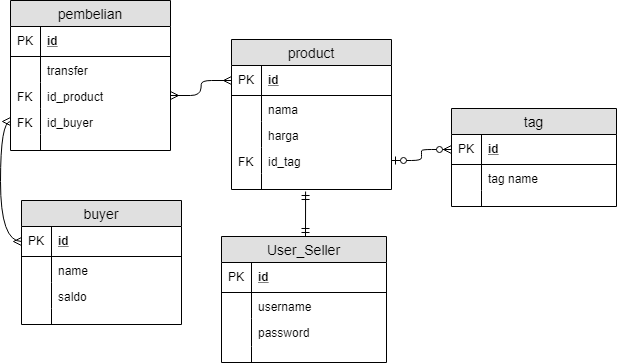 pembelian
PK id
transfer
FK id_product
FK id_buyer
product
PK id
nama
harga
FK id_tag
tag
PK id
tag name
buyer
PK id
name
saldo
User_Seller
PK id
username
password